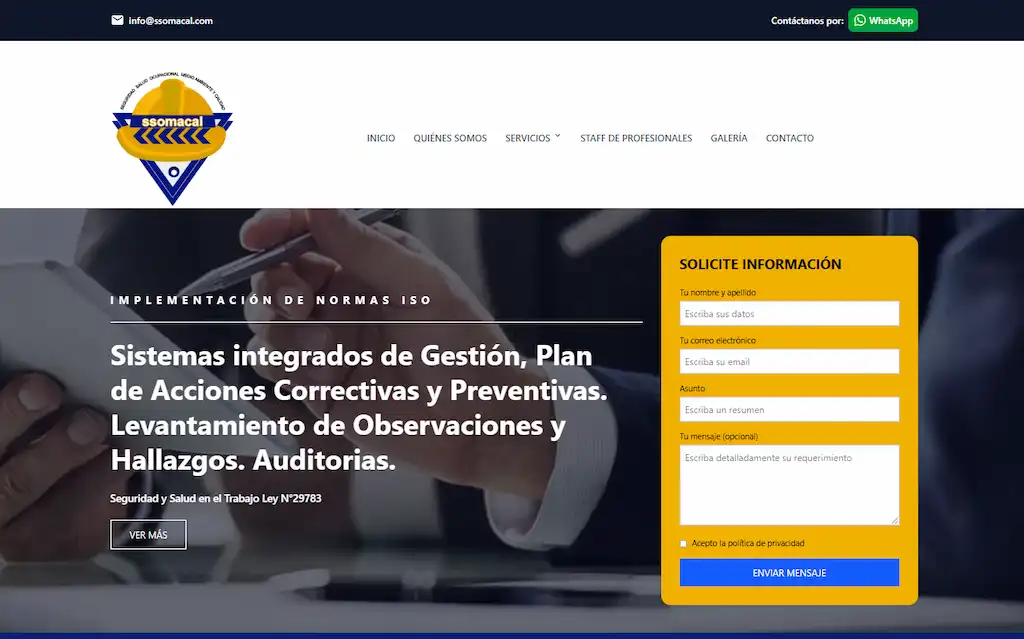 info@ssomacal.com
Contáctanos por:
WhatsApp
SEGURIDAD SALUD OCUPACIONAL MEDIO AMBIENTE Y CALIDAD
ssomacal
INICIO
QUIÉNES SOMOS
SERVICIOS
STAFF DE PROFESIONALES
GALERÍA
CONTACTO
IMPLEMENTACIÓN DE NORMAS ISO
Sistemas integrados de Gestión, Plan
de Acciones Correctivas y Preventivas.
Levantamiento de Observaciones y
Hallazgos. Auditorias.
Seguridad y Salud en el Trabajo Ley N°29783
VER MÁS
SOLICITE INFORMACIÓN
Tu nombre y apellido
Escriba sus datos
Tu correo electrónico
Escriba su email
Asunto
Escriba un resumen
Tu mensaje (opcional)
Escriba detalladamente su requerimiento
Acepto la política de privacidad
ENVIAR MENSAJE